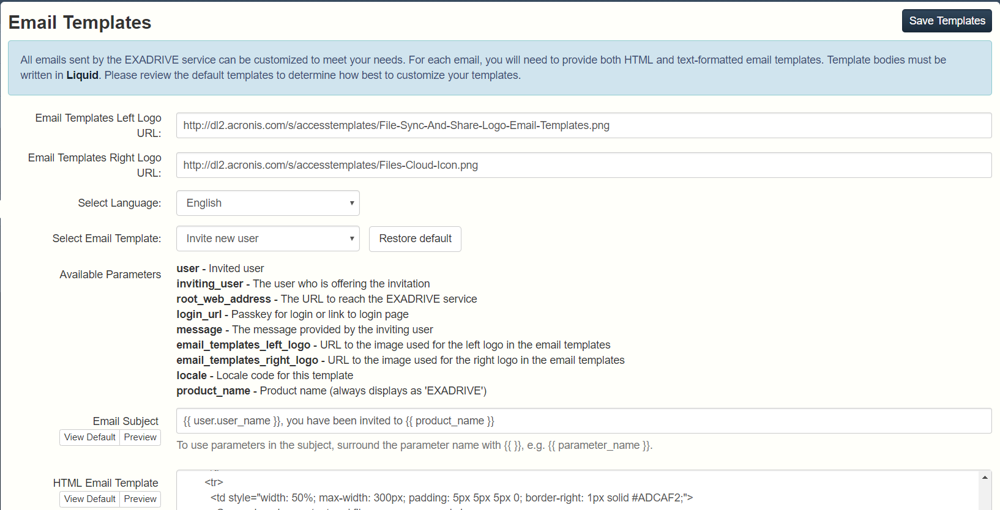 Email Templates
Save Templates
All emails sent by the EXADRIVE service can be customized to meet your needs. For each email, you will need to provide both HTML and text-formatted email templates. Template bodies must be
written in Liquid. Please review the default templates to determine how best to customize your templates.
Email Templates Left Logo
URL:
http://dl2.acronis.com/s/accesstemplates/File-Sync-And-Share-Logo-Email-Templates.png
Email Templates Right Logo
URL:
http://dl2.acronis.com/s/accesstemplates/Files-Cloud-Icon.png
Select Language:
English
Select Email Template:
Invite new user
Restore default
Available Parameters
user - Invited user
inviting_user - The user who is offering the invitation
root_web_address - The URL to reach the EXADRIVE service
login_url - Passkey for login or link to login page
message - The message provided by the inviting user
email_templates_left_logo - URL to the image used for the left logo in the email templates
email_templates_right_logo - URL to the image used for the right logo in the email templates
locale - Locale code for this template
product_name - Product name (always displays as 'EXADRIVE')
Email Subject
{{ user.user_name }}, you have been invited to {{ product_name }}
View Default
Preview
To use parameters in the subject, surround the parameter name with {{ }}, e.g. {{ parameter_name }}.
HTML Email Template
<tr>
View Default
Preview
<td style="width: 50%; max-width: 300px; padding: 5px 5px 5px 0; border-right: 1px solid #ADCAF2;">